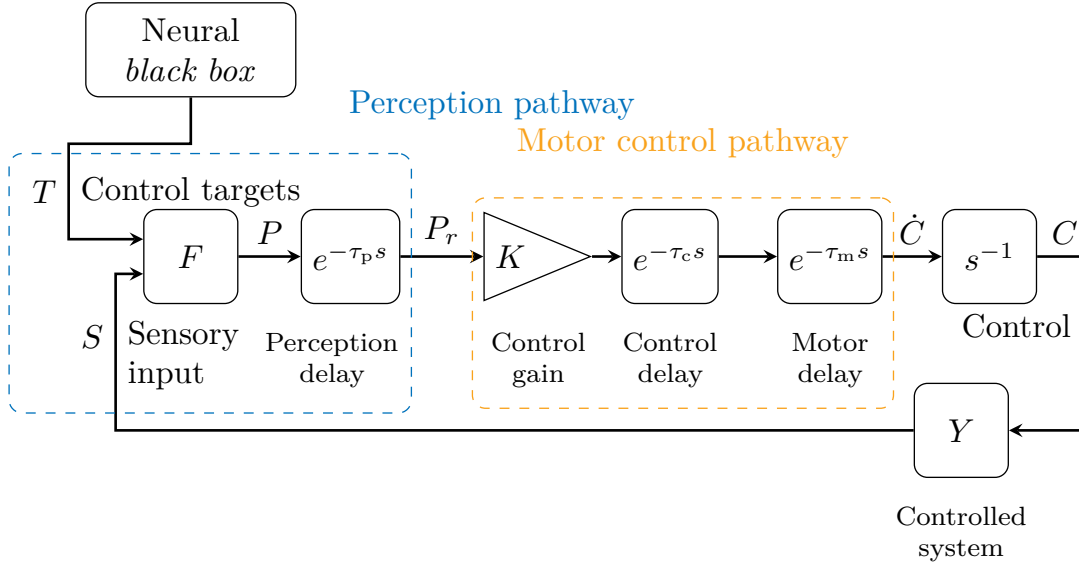 Neural
black box
Perception pathway
Motor control pathway
T
Control targets
F
P
e^{-τ_p s}
P_r
K
e^{-τ_c s}
e^{-τ_m s}
Ċ
s^{-1}
C
S
Sensory
input
Perception
delay
Control
gain
Control
delay
Motor
delay
Control
Y
Controlled
system